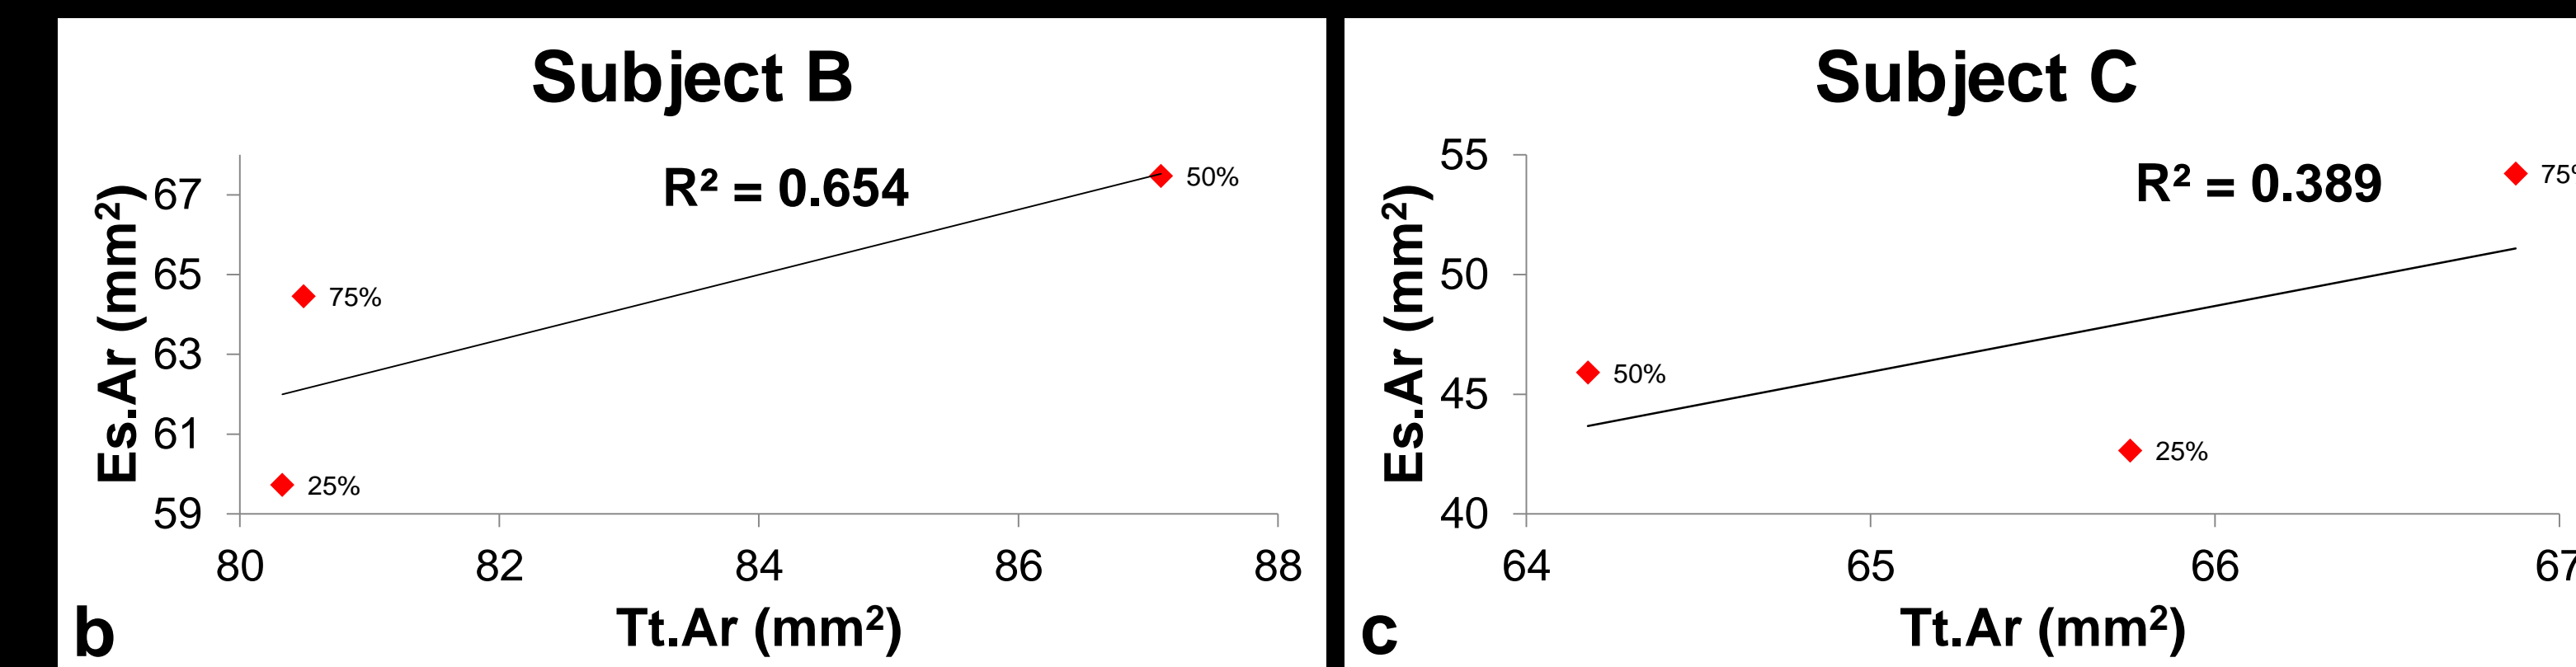 Subject B
R² = 0.654
Es.Ar (mm²)
67
65
63
61
59
50%
75%
25%
80 82 84 86 88
Tt.Ar (mm²)
b
Subject C
R² = 0.389
Es.Ar (mm²)
55
50
45
40
75%
50%
25%
64 65 66 67
Tt.Ar (mm²)
c